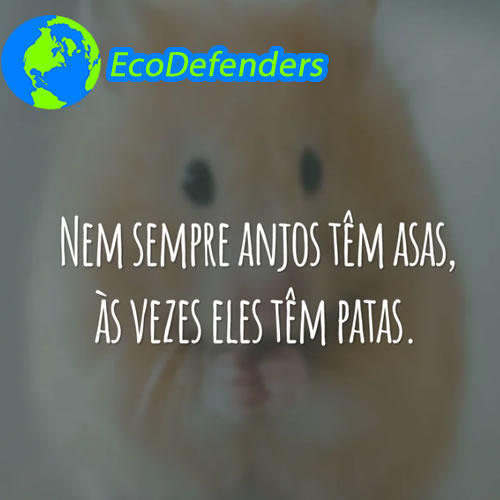 EcoDefenders
NEM SEMPRE ANJOS TÊM ASAS,
ÀS VEZES ELES TÊM PATAS.